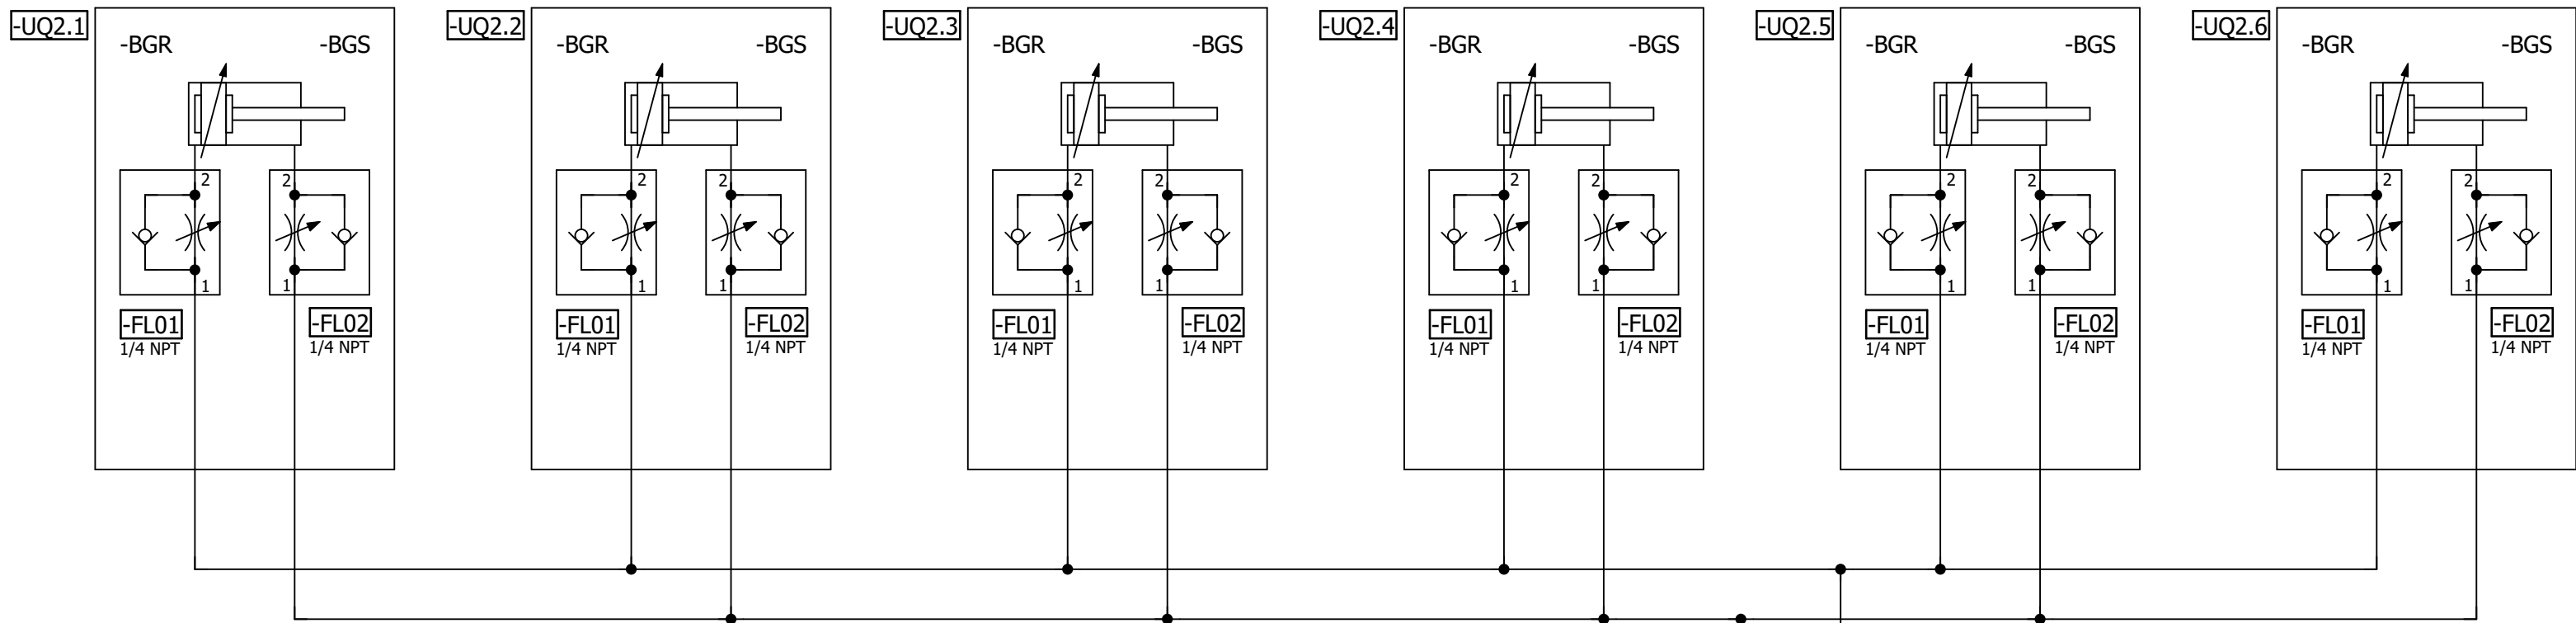 -UQ2.1 -BGR -BGS -UQ2.2 -BGR -BGS -UQ2.3 -BGR -BGS -UQ2.4 -BGR -BGS -UQ2.5 -BGR -BGS -UQ2.6 -BGR -BGS
2 2 2 2 2 2 2 2 2 2 2 2
1 1 1 1 1 1 1 1 1 1 1 1
-FL01 -FL02 -FL01 -FL02 -FL01 -FL02 -FL01 -FL02 -FL01 -FL02 -FL01 -FL02
1/4 NPT 1/4 NPT 1/4 NPT 1/4 NPT 1/4 NPT 1/4 NPT 1/4 NPT 1/4 NPT 1/4 NPT 1/4 NPT 1/4 NPT 1/4 NPT